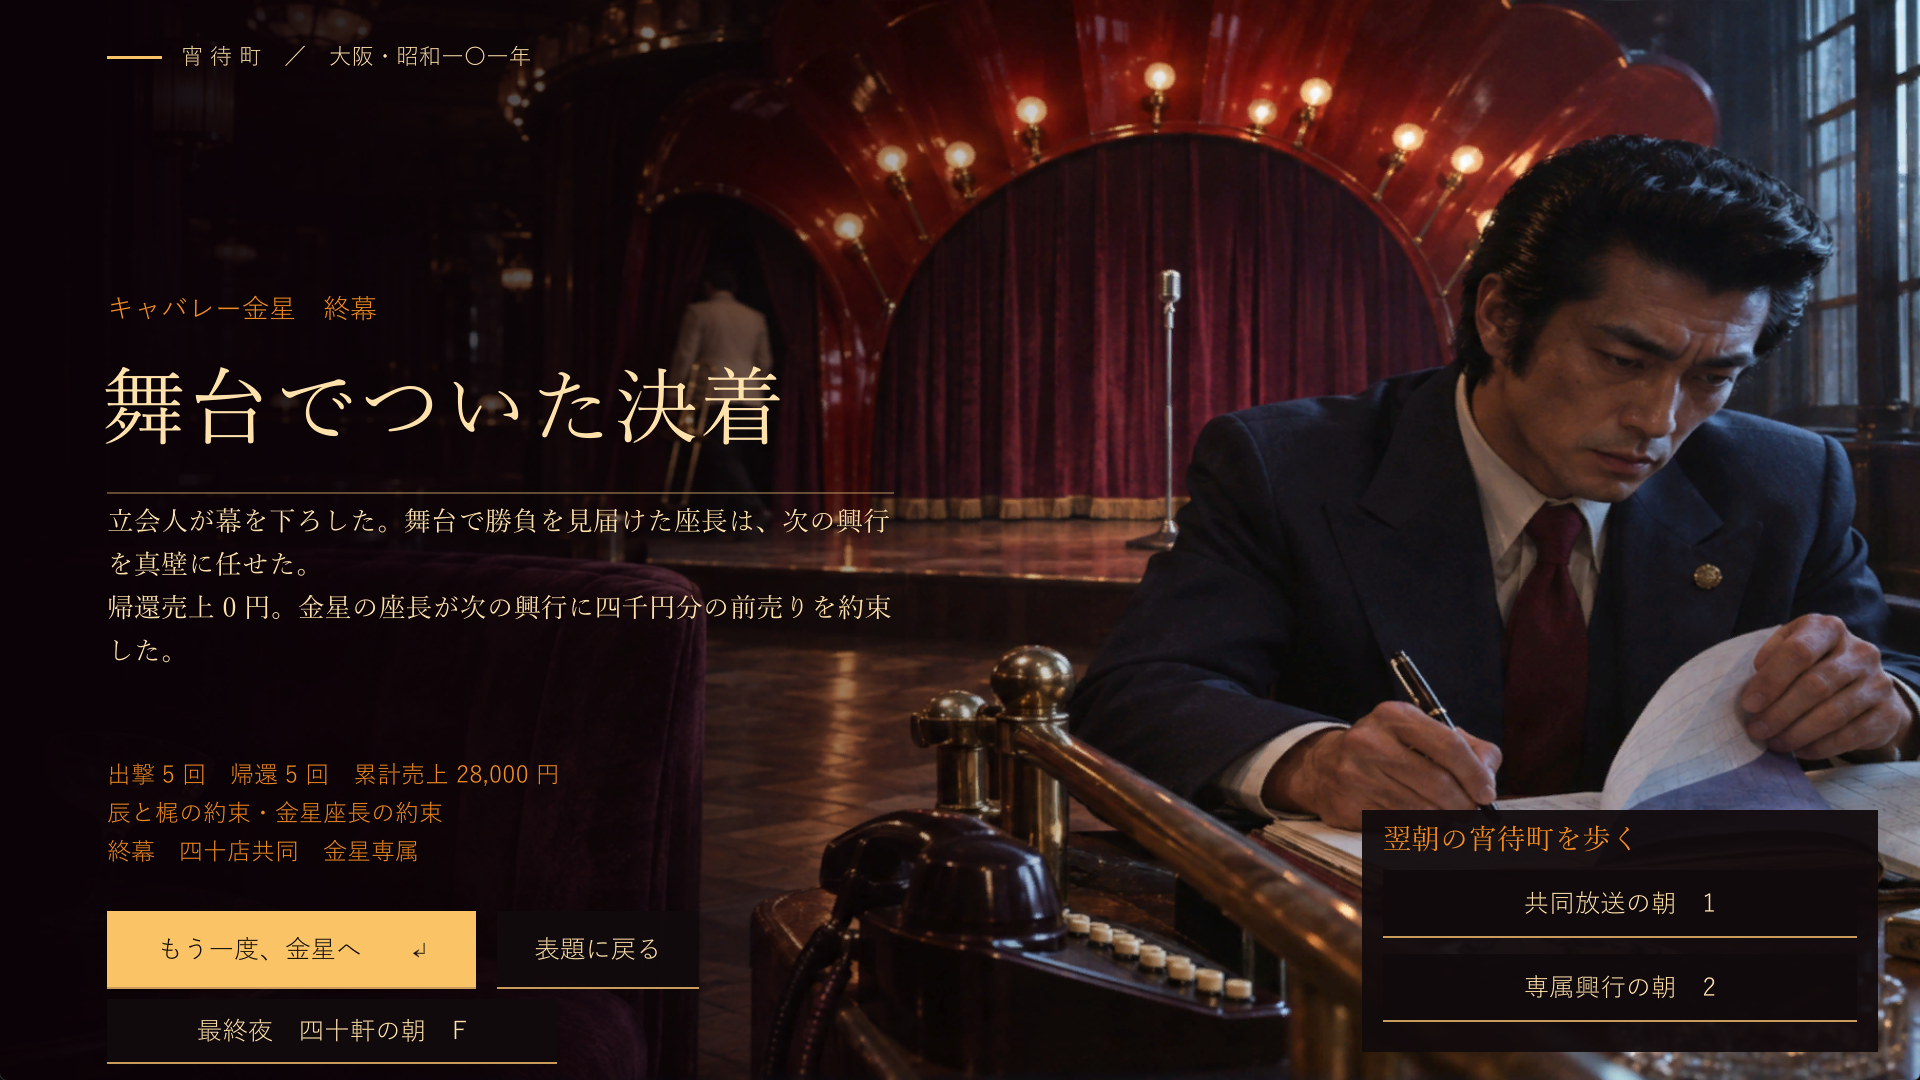 宵待町　／　大阪・昭和一〇一年
キャバレー金星　終幕
舞台でついた決着
立会人が幕を下ろした。舞台で勝負を見届けた座長は、次の興行
を真壁に任せた。
帰還売上 0 円。金星の座長が次の興行に四千円分の前売りを約束
した。
出撃 5 回　帰還 5 回　累計売上 28,000 円
辰と梶の約束・金星座長の約束
終幕　四十店共同　金星専属
もう一度、金星へ　↲
表題に戻る
最終夜　四十軒の朝　F
翌朝の宵待町を歩く
共同放送の朝　1
専属興行の朝　2